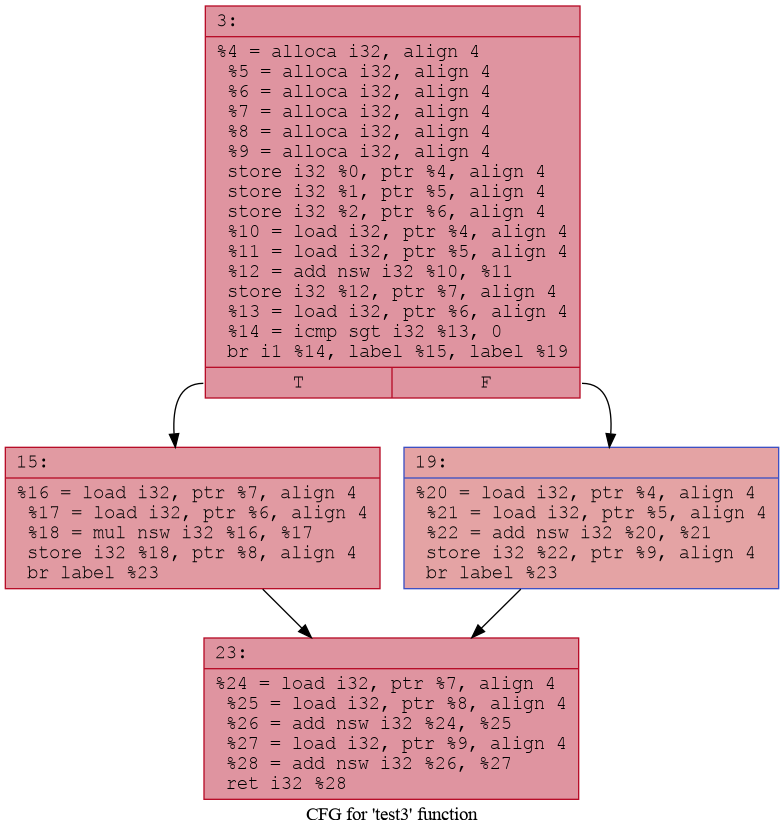 3:
%4 = alloca i32, align 4
%5 = alloca i32, align 4
%6 = alloca i32, align 4
%7 = alloca i32, align 4
%8 = alloca i32, align 4
%9 = alloca i32, align 4
store i32 %0, ptr %4, align 4
store i32 %1, ptr %5, align 4
store i32 %2, ptr %6, align 4
%10 = load i32, ptr %4, align 4
%11 = load i32, ptr %5, align 4
%12 = add nsw i32 %10, %11
store i32 %12, ptr %7, align 4
%13 = load i32, ptr %6, align 4
%14 = icmp sgt i32 %13, 0
br i1 %14, label %15, label %19
T F
15:
%16 = load i32, ptr %7, align 4
%17 = load i32, ptr %6, align 4
%18 = mul nsw i32 %16, %17
store i32 %18, ptr %8, align 4
br label %23
19:
%20 = load i32, ptr %4, align 4
%21 = load i32, ptr %5, align 4
%22 = add nsw i32 %20, %21
store i32 %22, ptr %9, align 4
br label %23
23:
%24 = load i32, ptr %7, align 4
%25 = load i32, ptr %8, align 4
%26 = add nsw i32 %24, %25
%27 = load i32, ptr %9, align 4
%28 = add nsw i32 %26, %27
ret i32 %28
CFG for 'test3' function